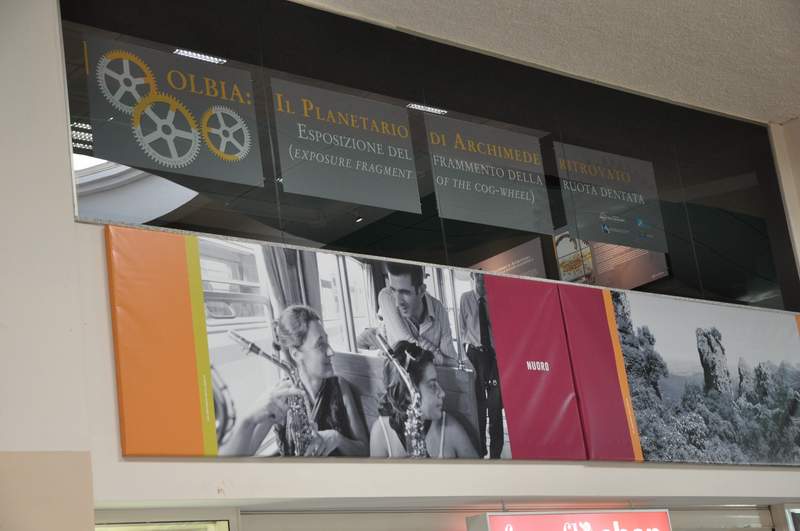 OLBIA: IL PLANETARIO DI ARCHIMEDE RITROVATO
ESPOSIZIONE DEL FRAMMENTO DELLA RUOTA DENTATA
(EXPOSURE FRAGMENT OF THE COG-WHEEL)
NUORO